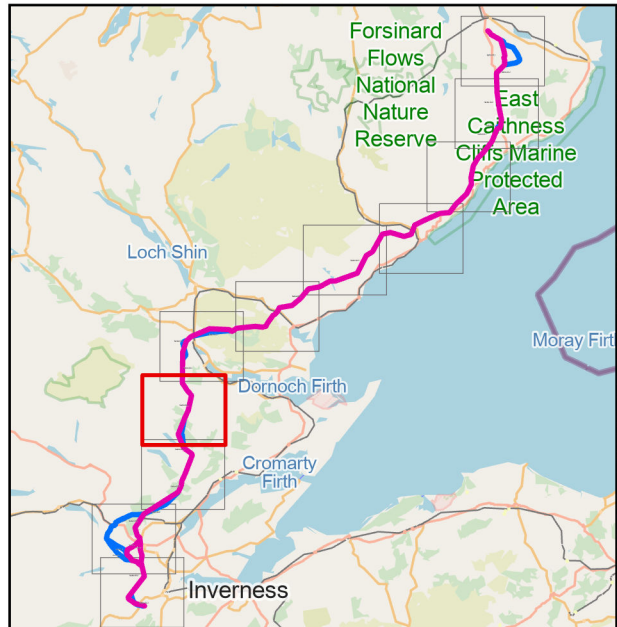 Forsinard
Flows
National
Nature
Reserve
East
Caithness
Cliffs Marine
Protected
Area
Loch Shin
Moray Firt
Dornoch Firth
Cromarty
Firth
Inverness